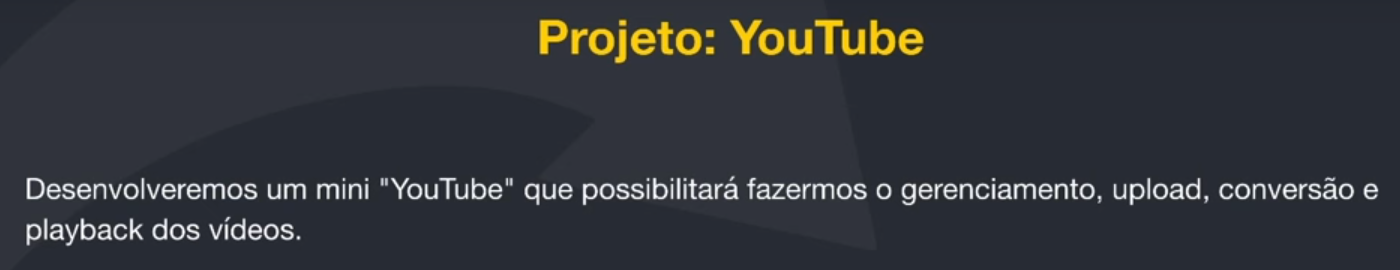 Projeto: YouTube
Desenvolveremos um mini "YouTube" que possibilitará fazermos o gerenciamento, upload, conversão e
playback dos vídeos.